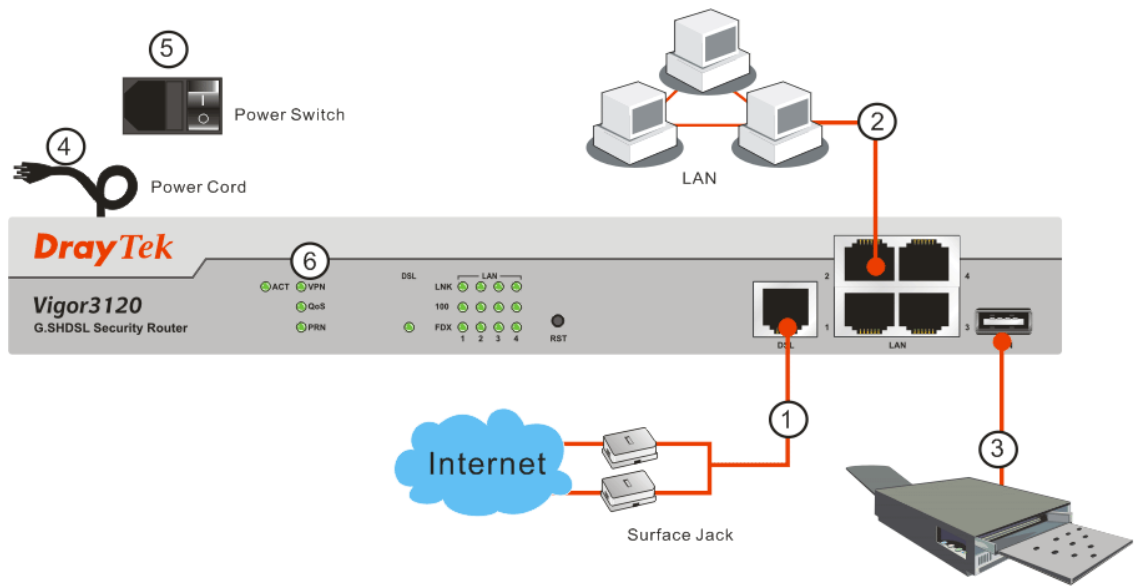 5
Power Switch
4
Power Cord
2
LAN
DrayTek
6
ACT VPN
QoS
PRN
DSL
LAN
LNK
100
FDX
1 2 3 4
RST
Vigor3120
G.SHDSL Security Router
DSL
2
4
1
3
LAN
1
Internet
Surface Jack
3